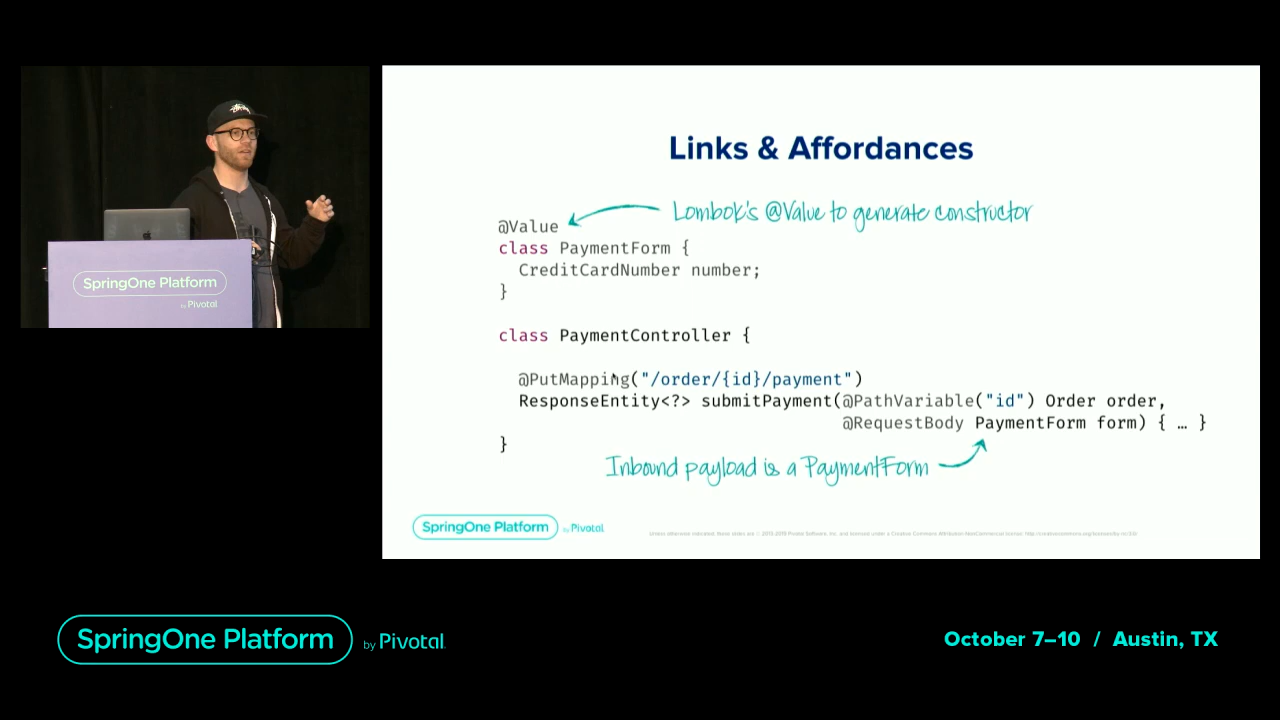 SpringOne Platform
by Pivotal
Links & Affordances
Lombok's @Value to generate constructor
@Value
class PaymentForm {
CreditCardNumber number;
}
class PaymentController {
@PutMapping("/order/{id}/payment")
ResponseEntity<?> submitPayment(@PathVariable("id") Order order,
@RequestBody PaymentForm form) { … }
}
Inbound payload is a PaymentForm
SpringOne Platform by Pivotal
SpringOne Platform by Pivotal
October 7–10 / Austin, TX